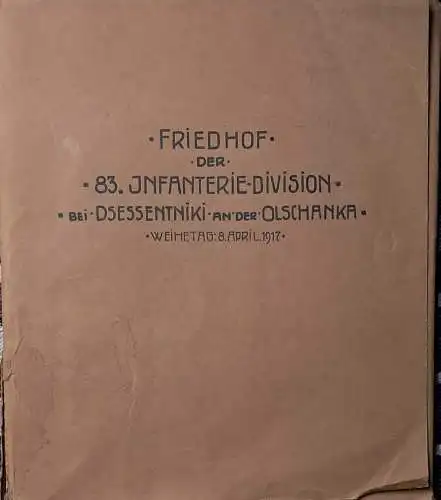 · FRIEDHOF ·
· DER ·
· 83. JNFANTERIE-DIVISION ·
· BEI · DSESSENTNIKI · AN · DER · OLSCHANKA ·
· WEIHETAG: 8. APRIL. 1917 ·